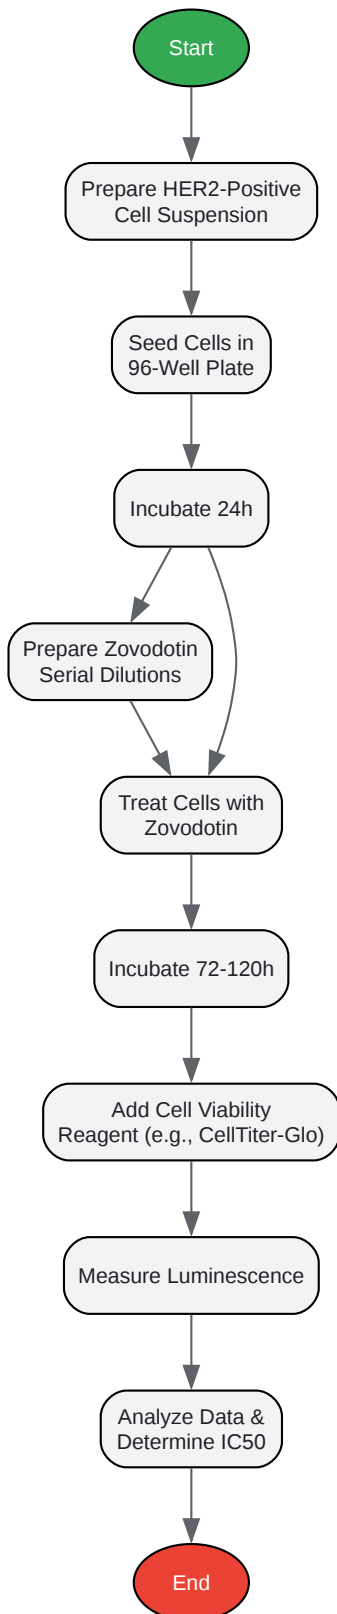 Start
Prepare HER2-Positive
Cell Suspension
Seed Cells in
96-Well Plate
Incubate 24h
Prepare Zovodotin
Serial Dilutions
Treat Cells with
Zovodotin
Incubate 72-120h
Add Cell Viability
Reagent (e.g., CellTiter-Glo)
Measure Luminescence
Analyze Data &
Determine IC50
End